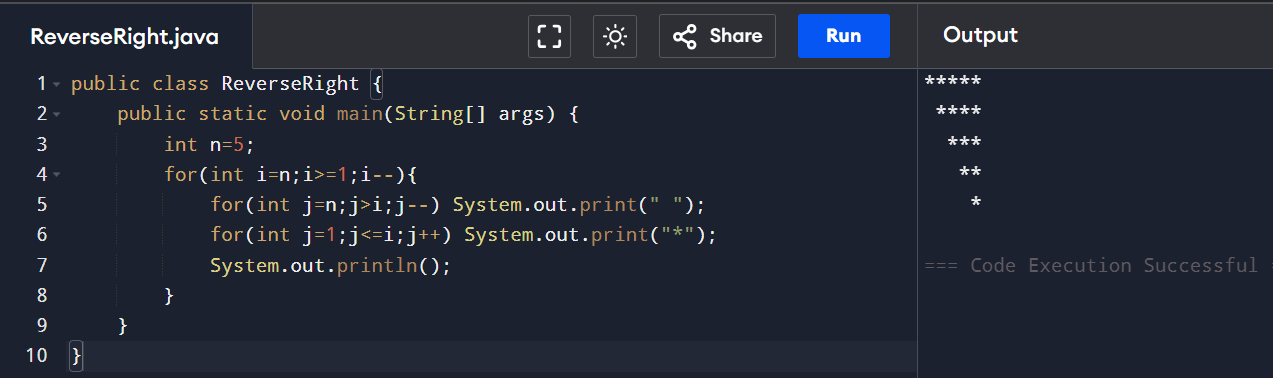 ReverseRight.java
Share
Run
Output
1 public class ReverseRight {
2     public static void main(String[] args) {
3         int n=5;
4         for(int i=n;i>=1;i--){
5             for(int j=n;j>i;j--) System.out.print(" ");
6             for(int j=1;j<=i;j++) System.out.print("*");
7             System.out.println();
8         }
9     }
10 }
*****
 ****
  ***
   **
    *
=== Code Execution Successful =